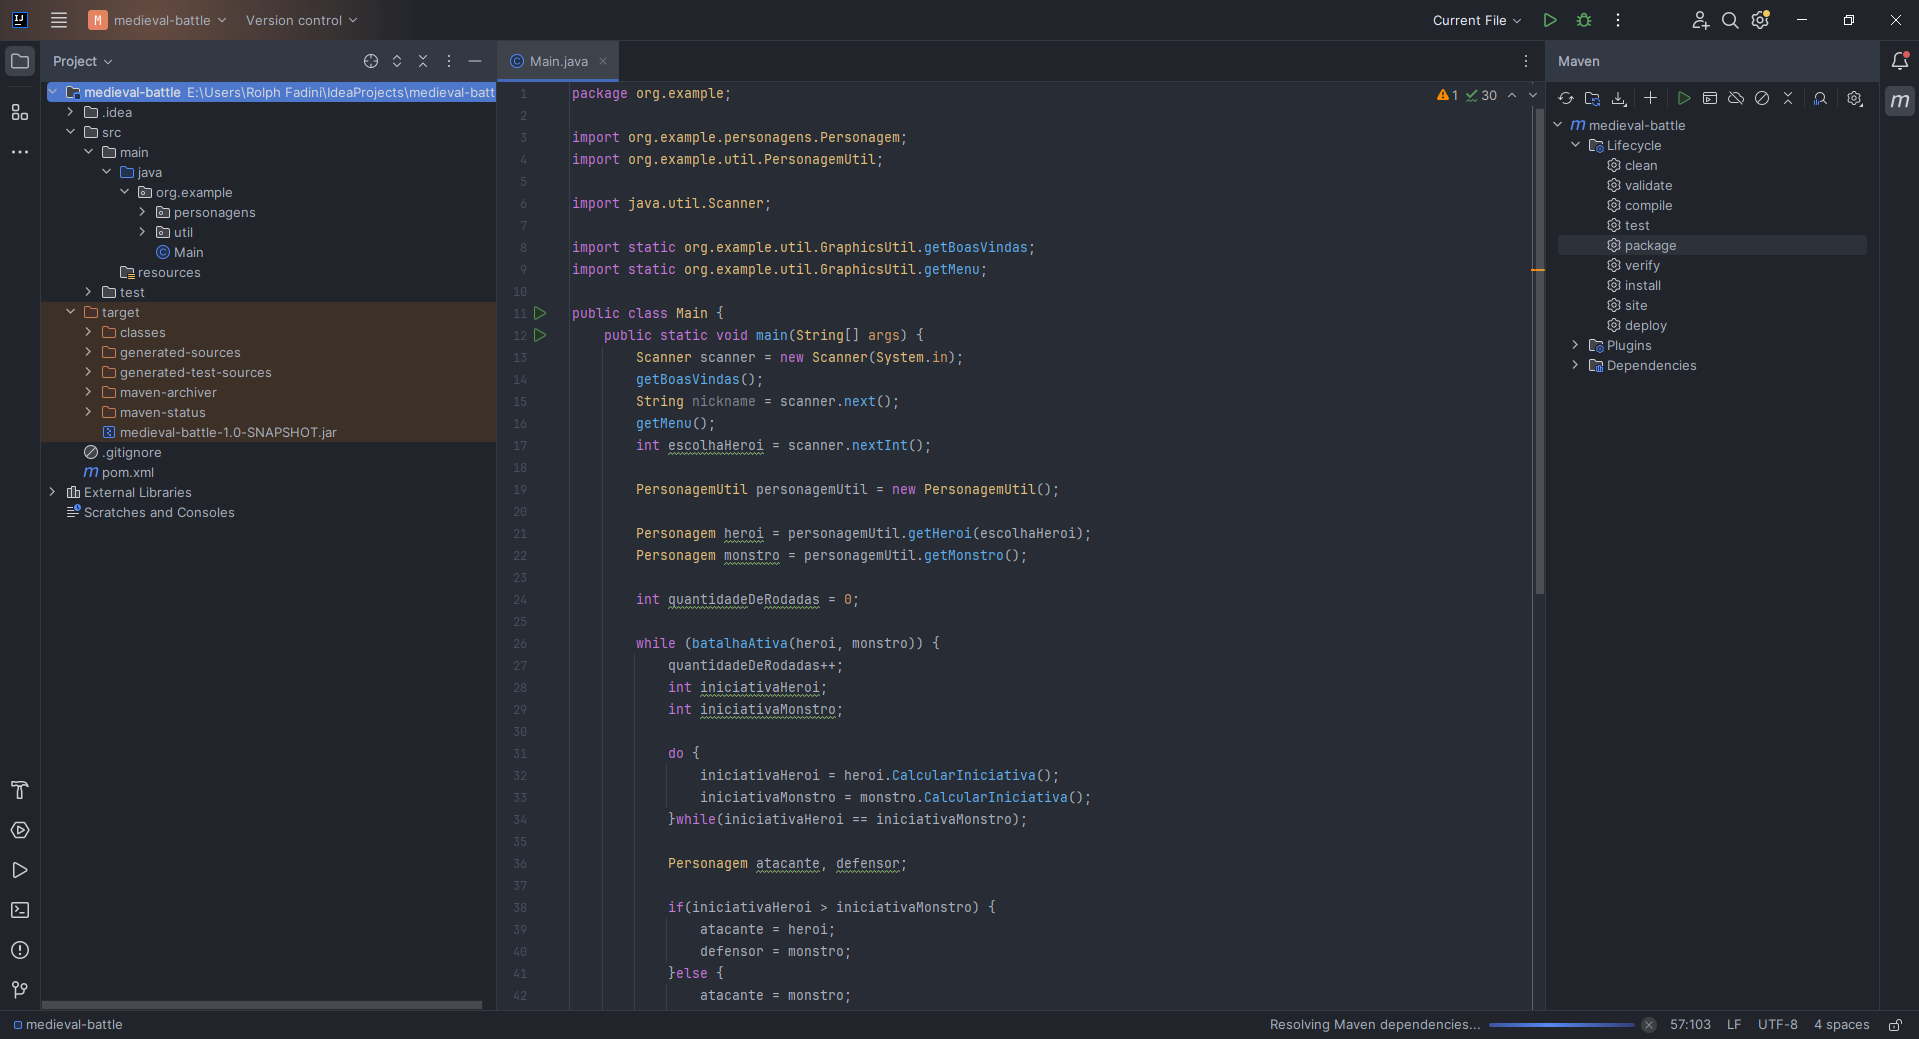 M medieval-battle Version control Current File
Project
Main.java
Maven
medieval-battle E:\Users\Rolph Fadini\IdeaProjects\medieval-batt
.idea
src
main
java
org.example
personagens
util
Main
resources
test
target
classes
generated-sources
generated-test-sources
maven-archiver
maven-status
medieval-battle-1.0-SNAPSHOT.jar
.gitignore
m pom.xml
External Libraries
Scratches and Consoles
1 30
1 package org.example;
2
3 import org.example.personagens.Personagem;
4 import org.example.util.PersonagemUtil;
5
6 import java.util.Scanner;
7
8 import static org.example.util.GraphicsUtil.getBoasVindas;
9 import static org.example.util.GraphicsUtil.getMenu;
10
11 public class Main {
12 public static void main(String[] args) {
13 Scanner scanner = new Scanner(System.in);
14 getBoasVindas();
15 String nickname = scanner.next();
16 getMenu();
17 int escolhaHeroi = scanner.nextInt();
18
19 PersonagemUtil personagemUtil = new PersonagemUtil();
20
21 Personagem heroi = personagemUtil.getHeroi(escolhaHeroi);
22 Personagem monstro = personagemUtil.getMonstro();
23
24 int quantidadeDeRodadas = 0;
25
26 while (batalhaAtiva(heroi, monstro)) {
27 quantidadeDeRodadas++;
28 int iniciativaHeroi;
29 int iniciativaMonstro;
30
31 do {
32 iniciativaHeroi = heroi.CalcularIniciativa();
33 iniciativaMonstro = monstro.CalcularIniciativa();
34 }while(iniciativaHeroi == iniciativaMonstro);
35
36 Personagem atacante, defensor;
37
38 if(iniciativaHeroi > iniciativaMonstro) {
39 atacante = heroi;
40 defensor = monstro;
41 }else {
42 atacante = monstro;
m medieval-battle
Lifecycle
clean
validate
compile
test
package
verify
install
site
deploy
Plugins
Dependencies
m
medieval-battle Resolving Maven dependencies... 57:103 LF UTF-8 4 spaces